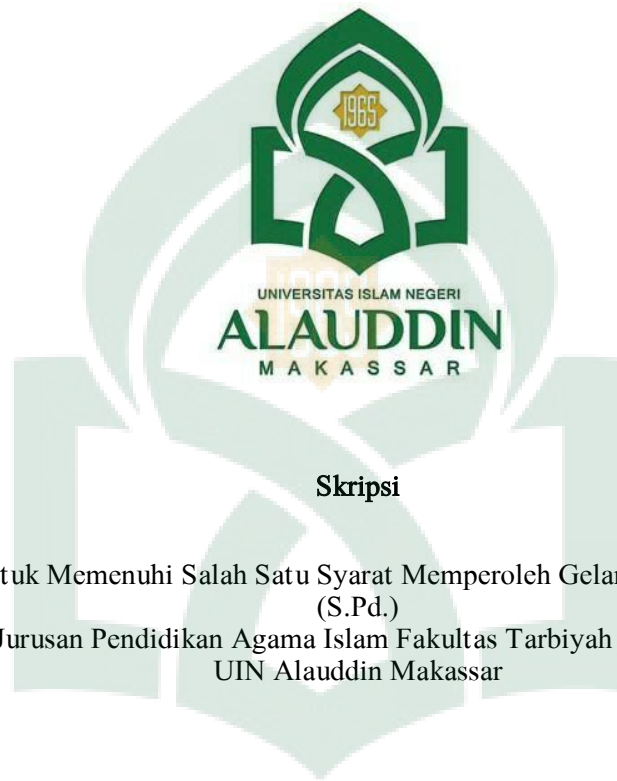 1965
UNIVERSITAS ISLAM NEGERI
ALAUDDIN
MAKASSAR
Skripsi
tuk Memenuhi Salah Satu Syarat Memperoleh Gelar
(S.Pd.)
Jurusan Pendidikan Agama Islam Fakultas Tarbiyah
UIN Alauddin Makassar